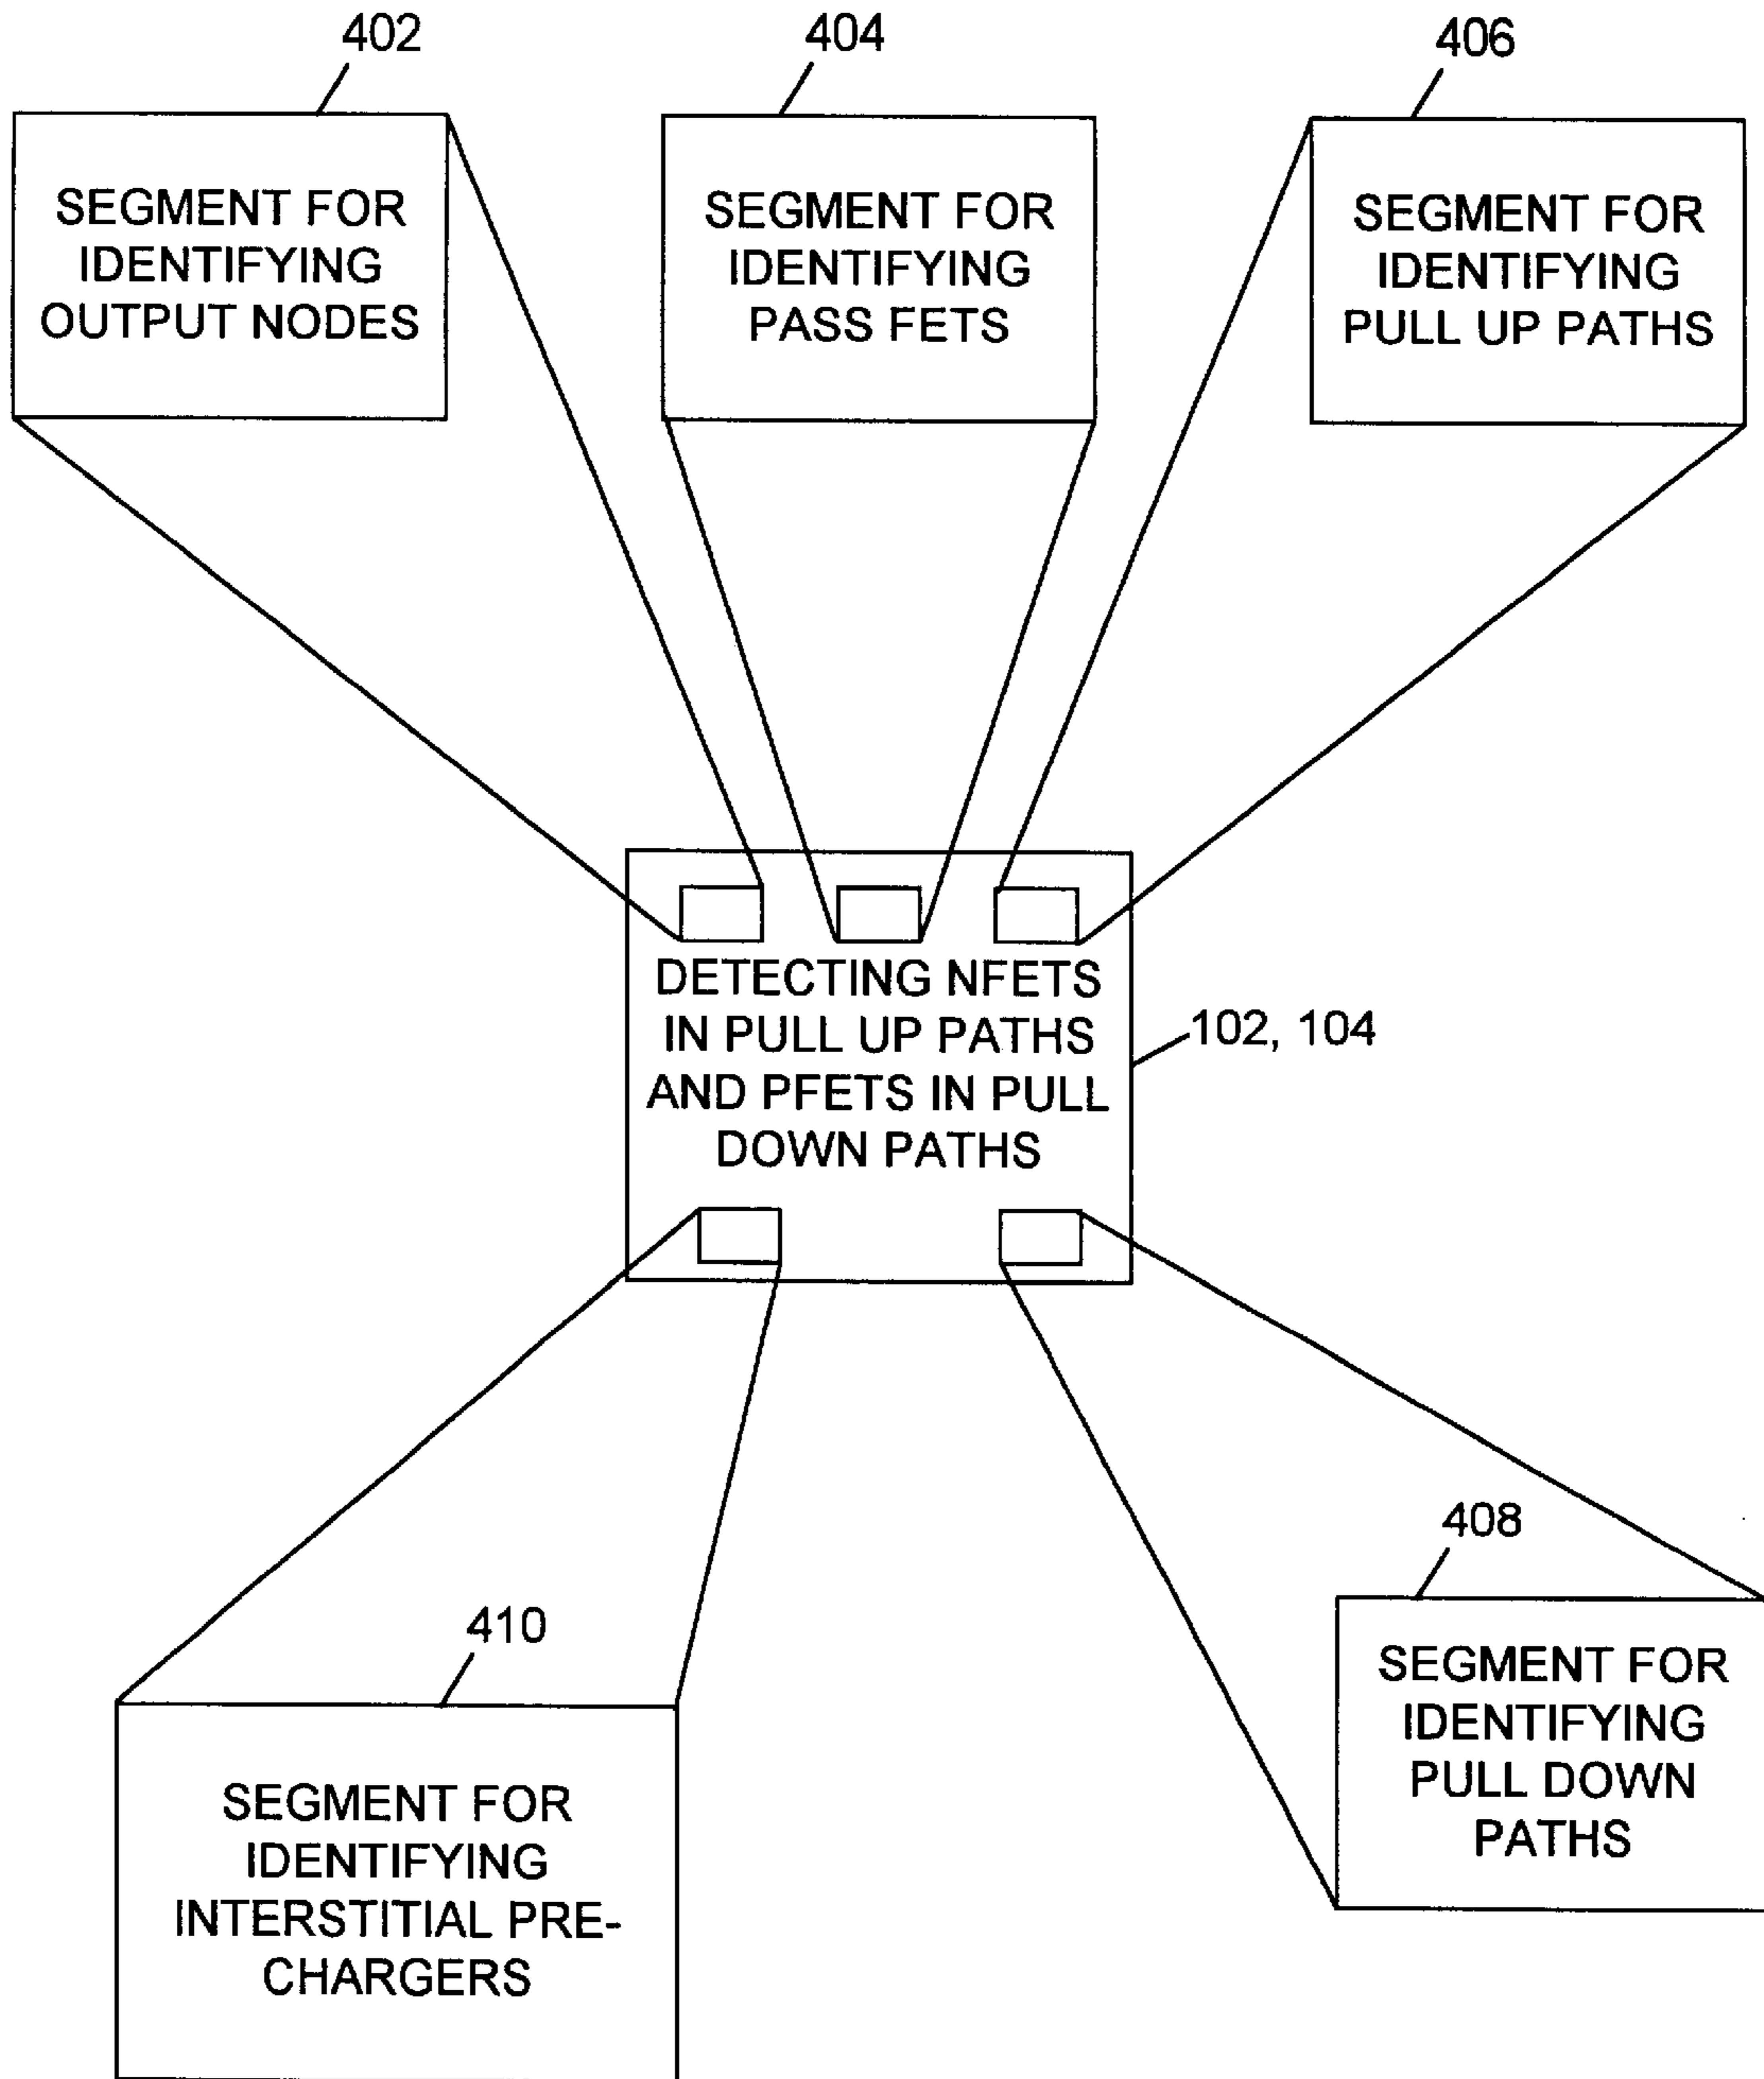 402
404
406
SEGMENT FOR
IDENTIFYING
OUTPUT NODES
SEGMENT FOR
IDENTIFYING
PASS FETS
SEGMENT FOR
IDENTIFYING
PULL UP PATHS
DETECTING NFETS
IN PULL UP PATHS
AND PFETS IN PULL
DOWN PATHS
102, 104
408
410
SEGMENT FOR
IDENTIFYING
PULL DOWN
PATHS
SEGMENT FOR
IDENTIFYING
INTERSTITIAL PRE-
CHARGERS